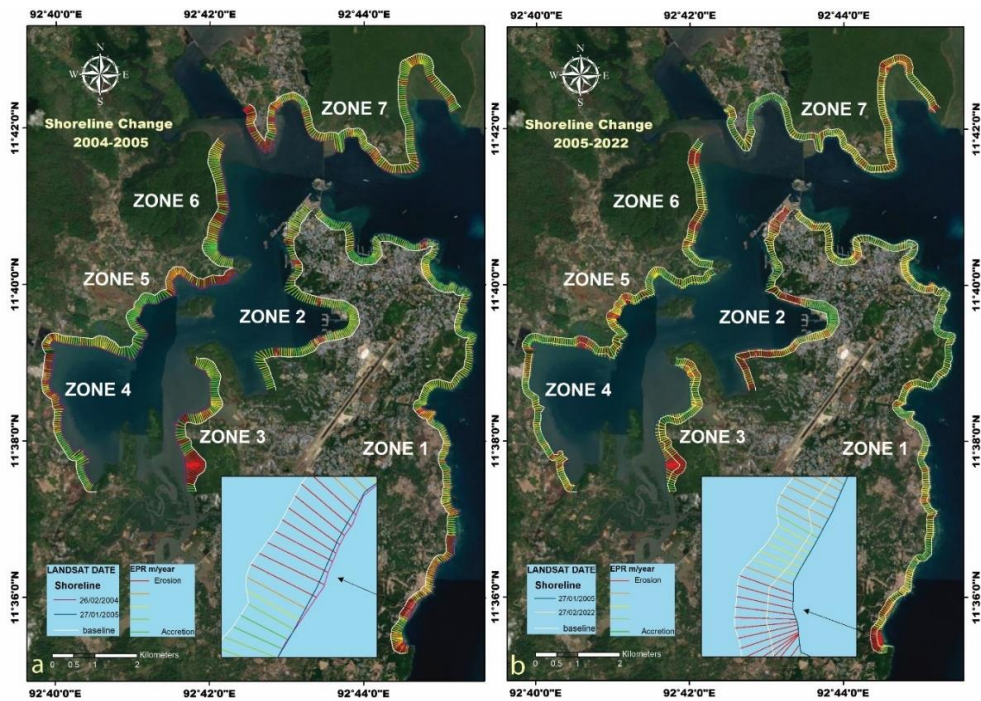 92°40'0"E 92°42'0"E 92°44'0"E
N
W E
S
Shoreline Change
2004-2005
ZONE 7
ZONE 6
ZONE 5
ZONE 2
ZONE 4
ZONE 3
ZONE 1
11°42'0"N
11°40'0"N
11°38'0"N
11°36'0"N
LANDSAT DATE
Shoreline
26/02/2004
27/01/2005
baseline
EPR m/year
Erosion
Accretion
0 0.5 1 2
Kilometers
a
92°40'0"E 92°42'0"E 92°44'0"E
92°40'0"E 92°42'0"E 92°44'0"E
N
W E
S
Shoreline Change
2005-2022
ZONE 7
ZONE 6
ZONE 5
ZONE 2
ZONE 4
ZONE 3
ZONE 1
11°42'0"N
11°40'0"N
11°38'0"N
11°36'0"N
LANDSAT DATE
Shoreline
27/01/2005
27/02/2022
baseline
EPR m/year
Erosion
Accretion
0 0.5 1 2
Kilometers
b
92°40'0"E 92°42'0"E 92°44'0"E